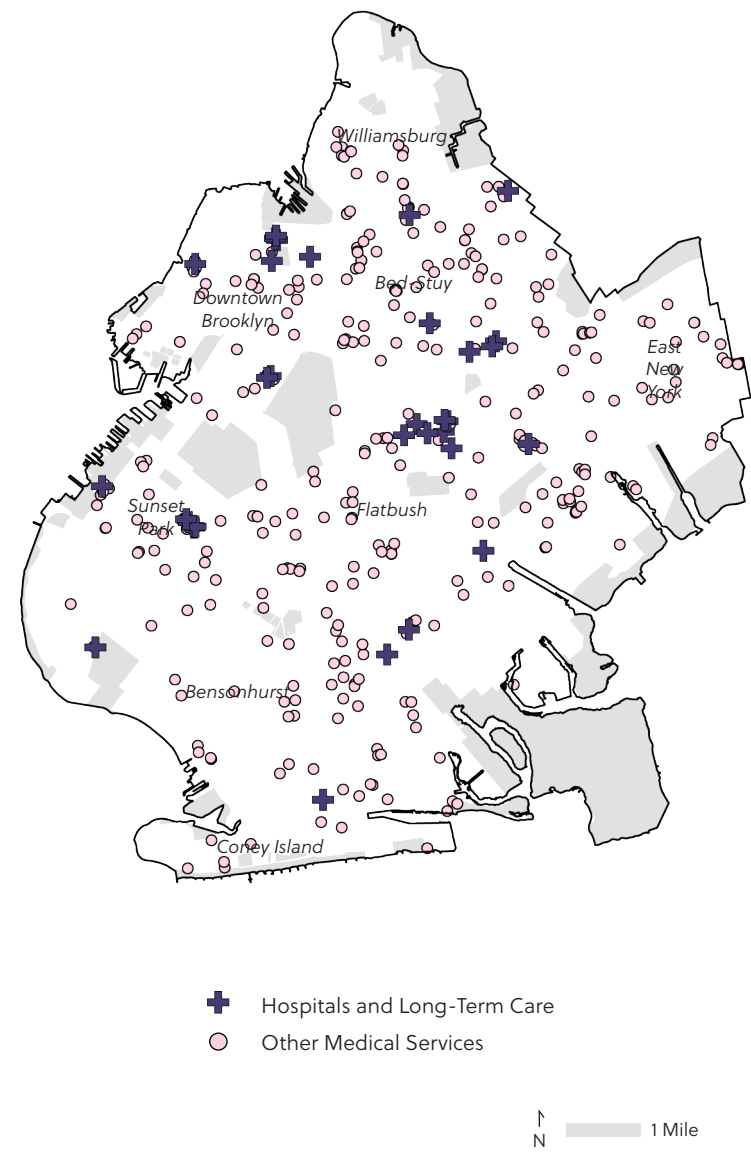 Williamsburg
Bed-Stuy
Downtown
Brooklyn
East
New
York
Sunset
Park
Flatbush
Bensonhurst
Coney Island
Hospitals and Long-Term Care
Other Medical Services
N
1 Mile